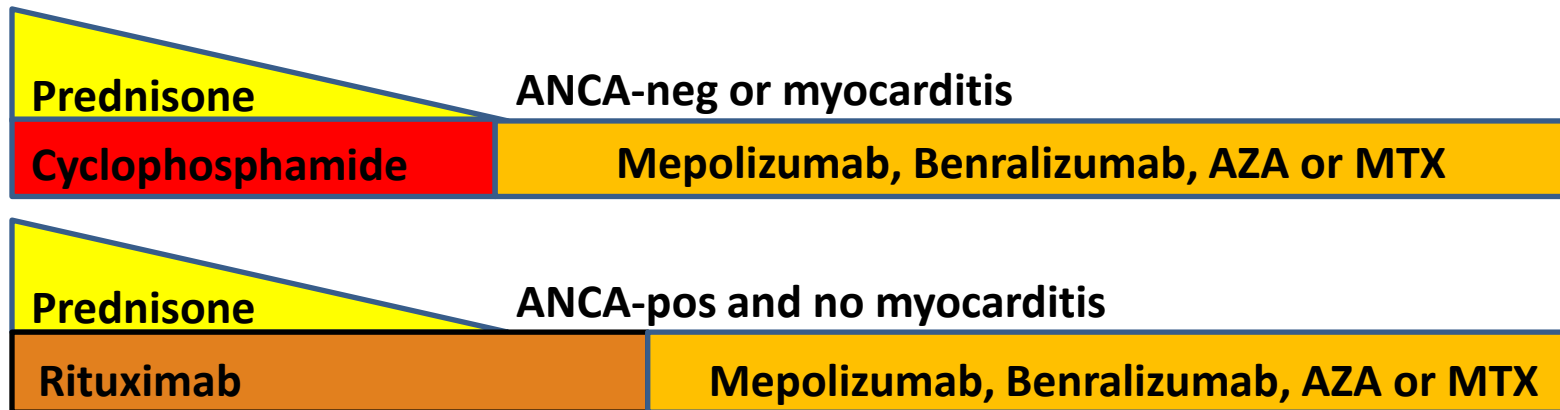 Prednisone
ANCA-neg or myocarditis
Cyclophosphamide
Mepolizumab, Benralizumab, AZA or MTX
Prednisone
ANCA-pos and no myocarditis
Rituximab
Mepolizumab, Benralizumab, AZA or MTX